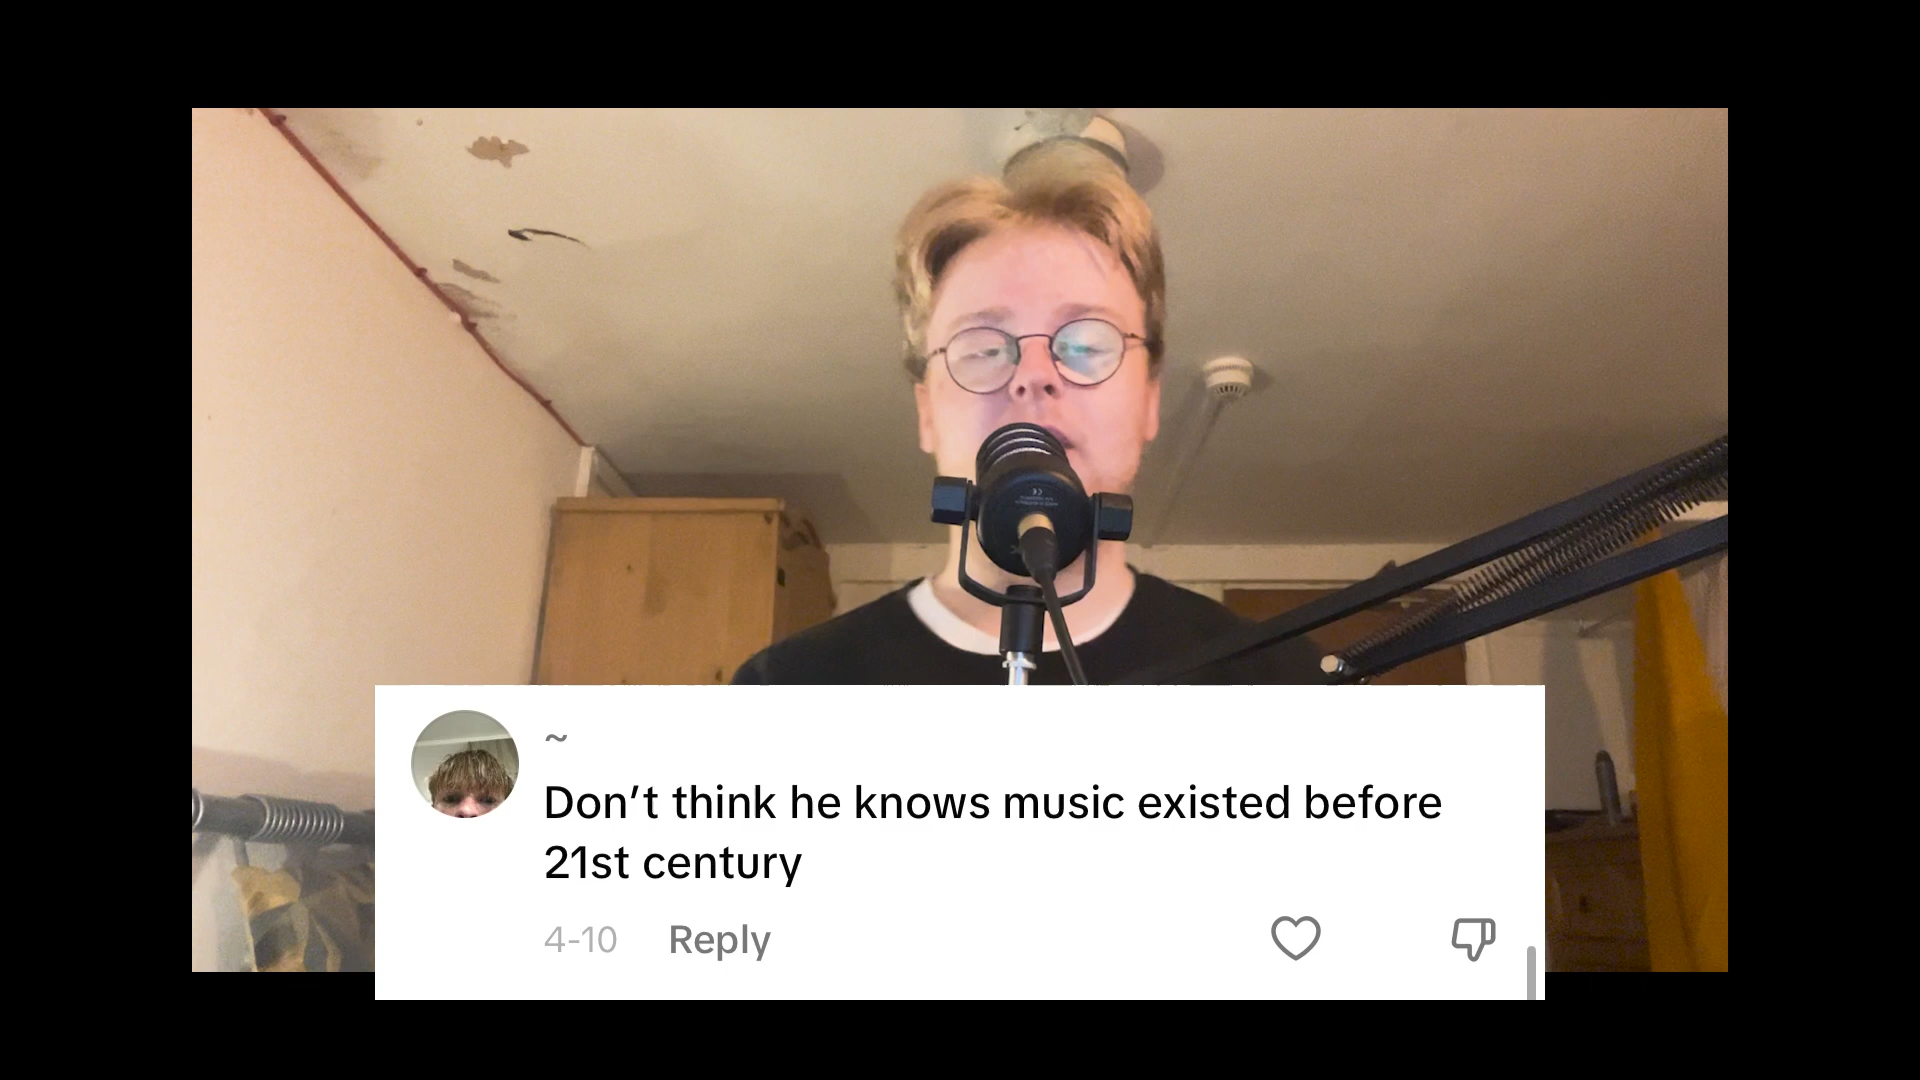 ~
Don’t think he knows music existed before
21st century
4-10 Reply